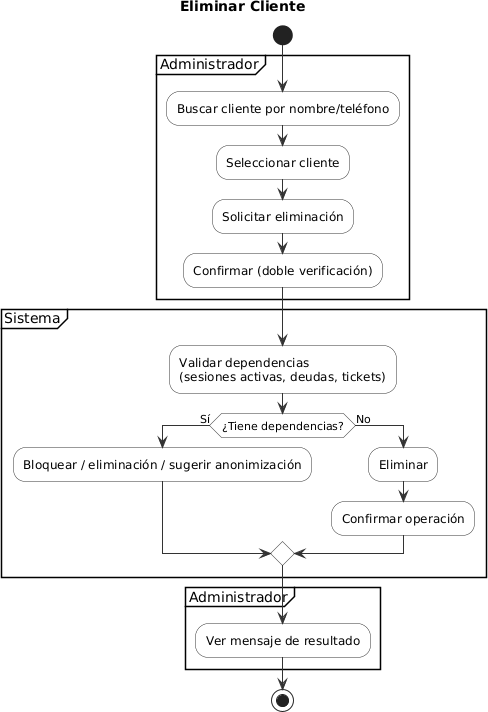 Eliminar Cliente
Administrador
Buscar cliente por nombre/teléfono
Seleccionar cliente
Solicitar eliminación
Confirmar (doble verificación)
Sistema
Validar dependencias
(sesiones activas, deudas, tickets)
Sí
¿Tiene dependencias?
No
Bloquear / eliminación / sugerir anonimización
Eliminar
Confirmar operación
Administrador
Ver mensaje de resultado